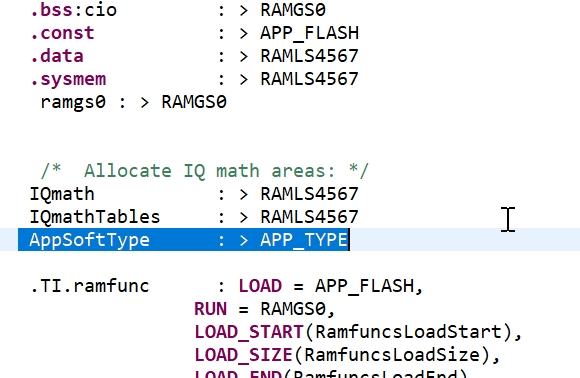 .bss:cio : > RAMGS0
.const : > APP_FLASH
.data : > RAMLS4567
.sysmem : > RAMLS4567
ramgs0 : > RAMGS0
/* Allocate IQ math areas: */
IQmath : > RAMLS4567
IQmathTables : > RAMLS4567
AppSoftType : > APP_TYPE
.TI.ramfunc : LOAD = APP_FLASH,
RUN = RAMGS0,
LOAD_START(RamfuncsLoadStart),
LOAD_SIZE(RamfuncsLoadSize),
LOAD_END(RamfuncsLoadEnd),